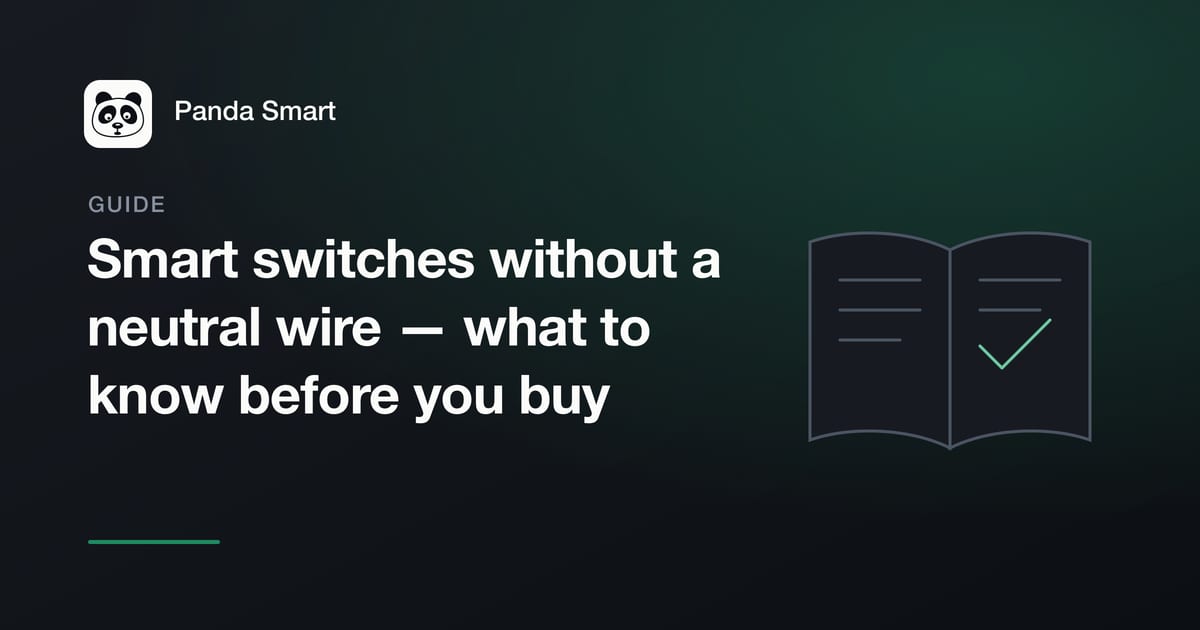 Panda Smart
GUIDE
Smart switches without a
neutral wire — what to
know before you buy